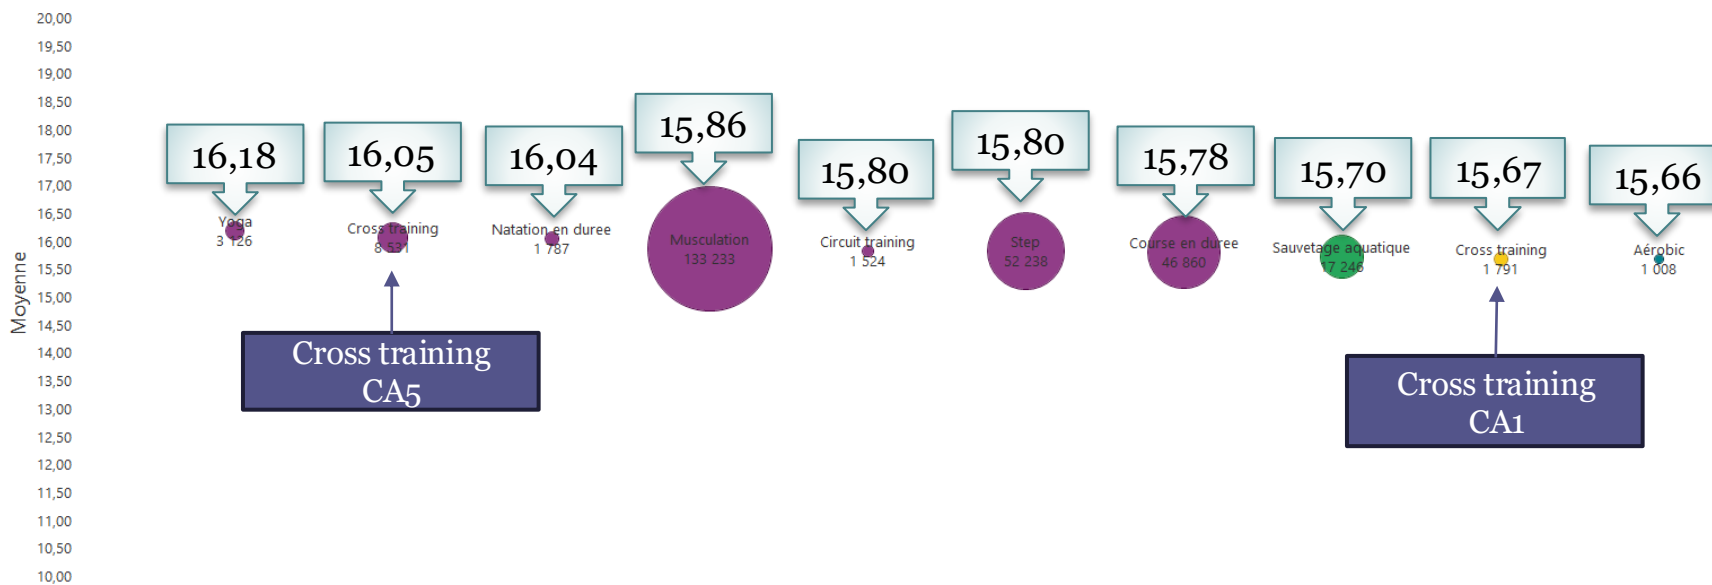 20,00
19,50
19,00
18,50
18,00
17,50
17,00
16,50
16,00
15,50
15,00
14,50
14,00
13,50
13,00
12,50
12,00
11,50
11,00
10,50
10,00
Moyenne
16,18
Yoga
3 126
16,05
Cross training
8 531
Cross training
CA5
16,04
Natation en duree
1 787
15,86
Musculation
133 233
15,80
Circuit training
1 524
15,80
Step
52 238
15,78
Course en duree
46 860
15,70
Sauvetage aquatique
17 246
15,67
Cross training
1 791
Cross training
CA1
15,66
Aérobic
1 008